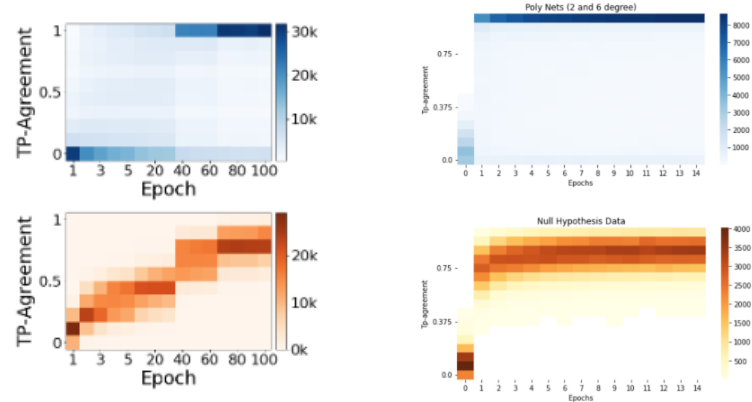 TP-Agreement
1
0.5
0
1 3 5 20 40 60 80 100
Epoch
30k
20k
10k
Poly Nets (2 and 6 degree)
Tp-agreement
0.75
0.375
0.0
0 1 2 3 4 5 6 7 8 9 10 11 12 13 14
Epochs
8000
7000
6000
5000
4000
3000
2000
1000
TP-Agreement
1
0.5
0
1 3 5 20 40 60 80 100
Epoch
20k
10k
0k
Null Hypothesis Data
Tp-agreement
0.75
0.375
0.0
0 1 2 3 4 5 6 7 8 9 10 11 12 13 14
Epochs
4000
3500
3000
2500
2000
1500
1000
500